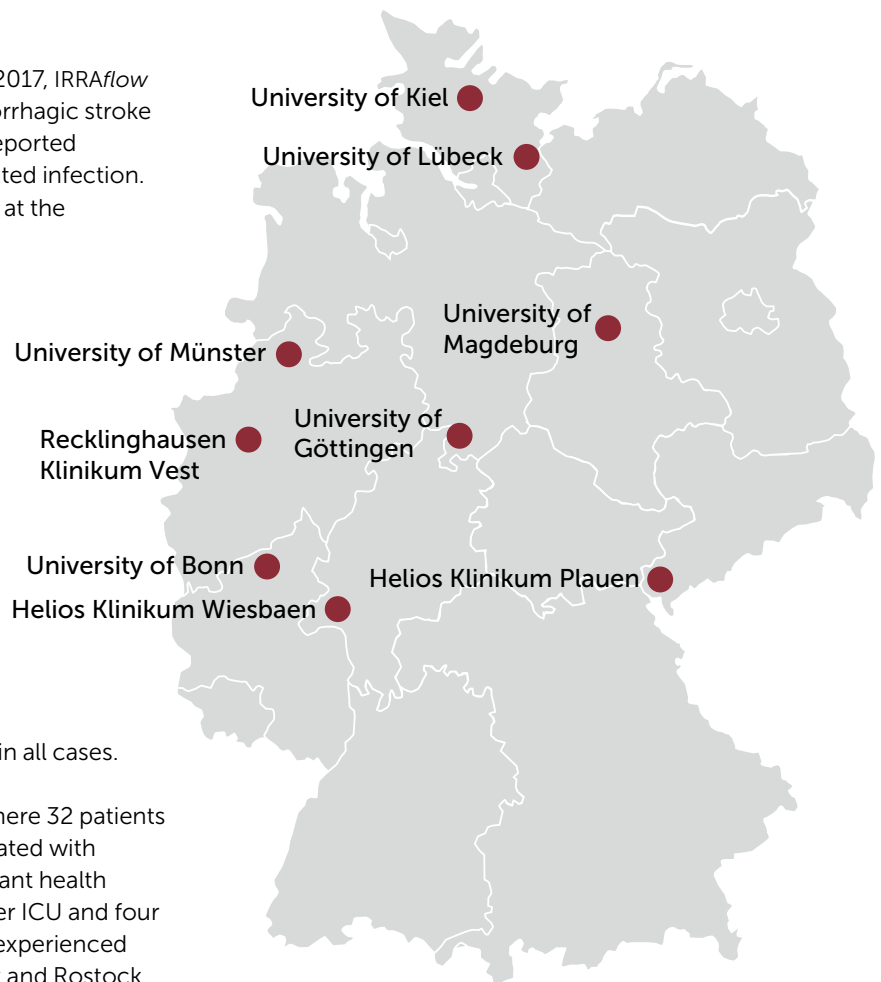 2017, IRRAflow
orrhagic stroke
eported
ted infection.
at the
University of Kiel
University of Lübeck
University of
Magdeburg
University of Münster
University of
Göttingen
Recklinghausen
Klinikum Vest
University of Bonn
Helios Klinikum Plauen
Helios Klinikum Wiesbaen
in all cases.
here 32 patients
ated with
ant health
er ICU and four
experienced
and Rostock